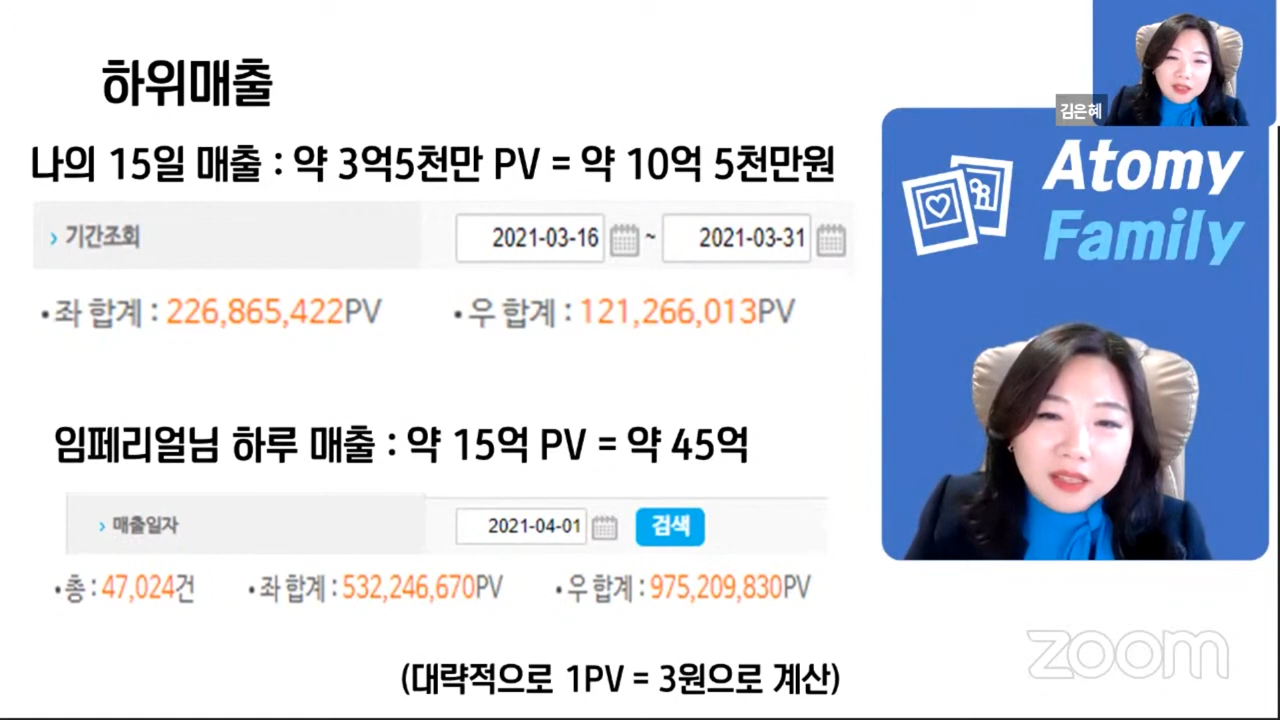 하위매출
나의 15일 매출 : 약 3억5천만 PV = 약 10억 5천만원
› 기간조회 2021-03-16 ~ 2021-03-31
• 좌 합계 : 226,865,422PV • 우 합계 : 121,266,013PV
임페리얼님 하루 매출 : 약 15억 PV = 약 45억
› 매출일자 2021-04-01 검색
• 총 : 47,024건 • 좌 합계 : 532,246,670PV • 우 합계 : 975,209,830PV
(대략적으로 1PV = 3원으로 계산)
김은혜
Atomy
Family
zoom